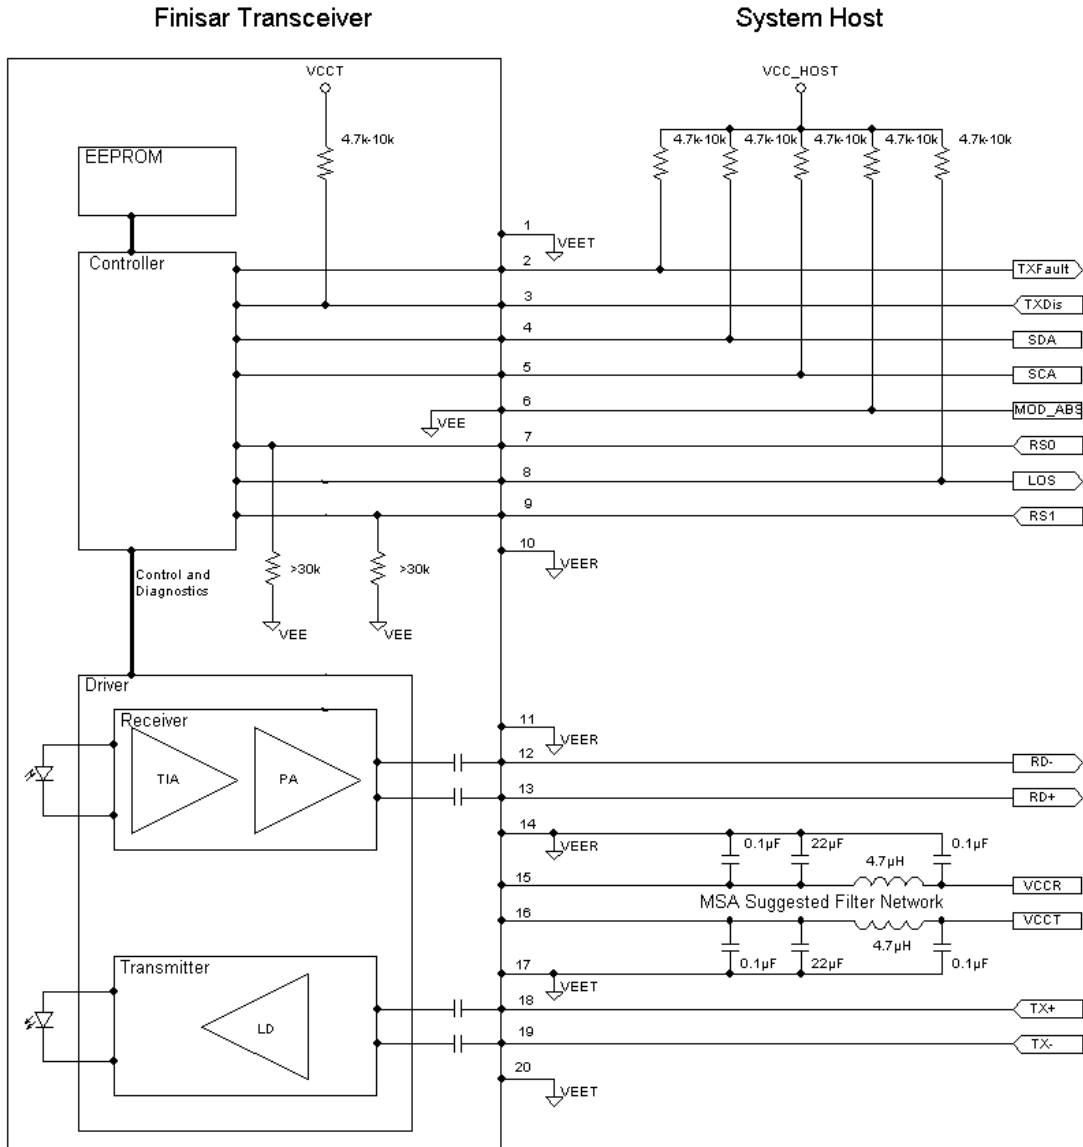 Finisar Transceiver
System Host
VCCT
VCC_HOST
4.7k-10k
4.7k-10k
4.7k-10k
4.7k-10k
4.7k-10k
4.7k-10k
EEPROM
1
VEET
Controller
2
TXFault
3
TXDis
4
SDA
5
SCA
6
MOD_ABS
VEE
7
RS0
8
LOS
9
RS1
10
VEER
Control and
Diagnostics
>30k
>30k
VEE
VEE
Driver
Receiver
11
VEER
12
RD-
TIA
PA
13
RD+
14
VEER
0.1µF
22µF
4.7µH
0.1µF
15
VCCR
MSA Suggested Filter Network
16
VCCT
4.7µH
Transmitter
17
0.1µF
22µF
0.1µF
VEET
18
TX+
LD
19
TX-
20
VEET